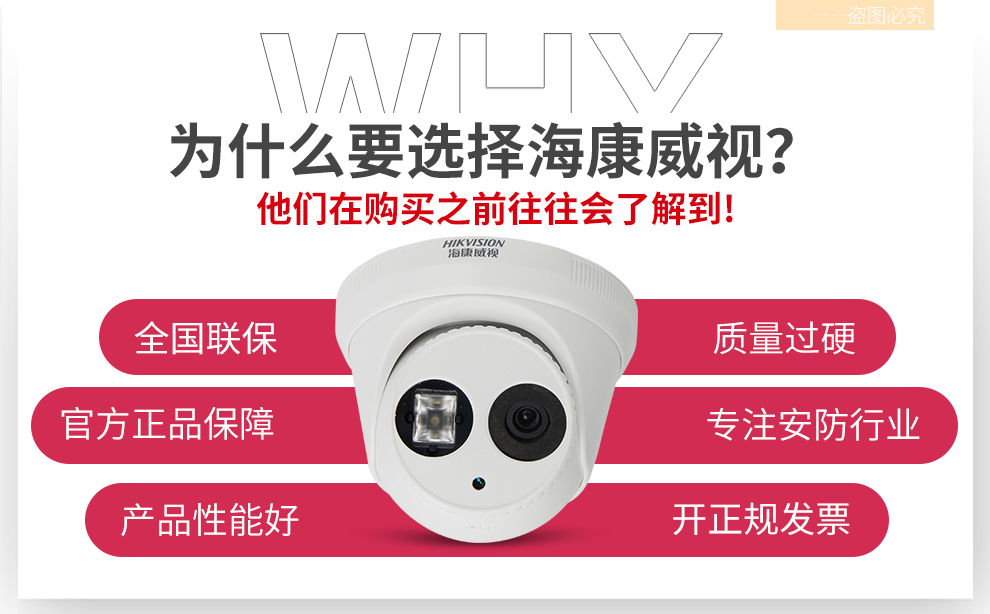 盗图必究
WHY
为什么要选择海康威视?
他们在购买之前往往会了解到!
HIKVISION
海康威视
全国联保
质量过硬
官方正品保障
专注安防行业
产品性能好
开正规发票